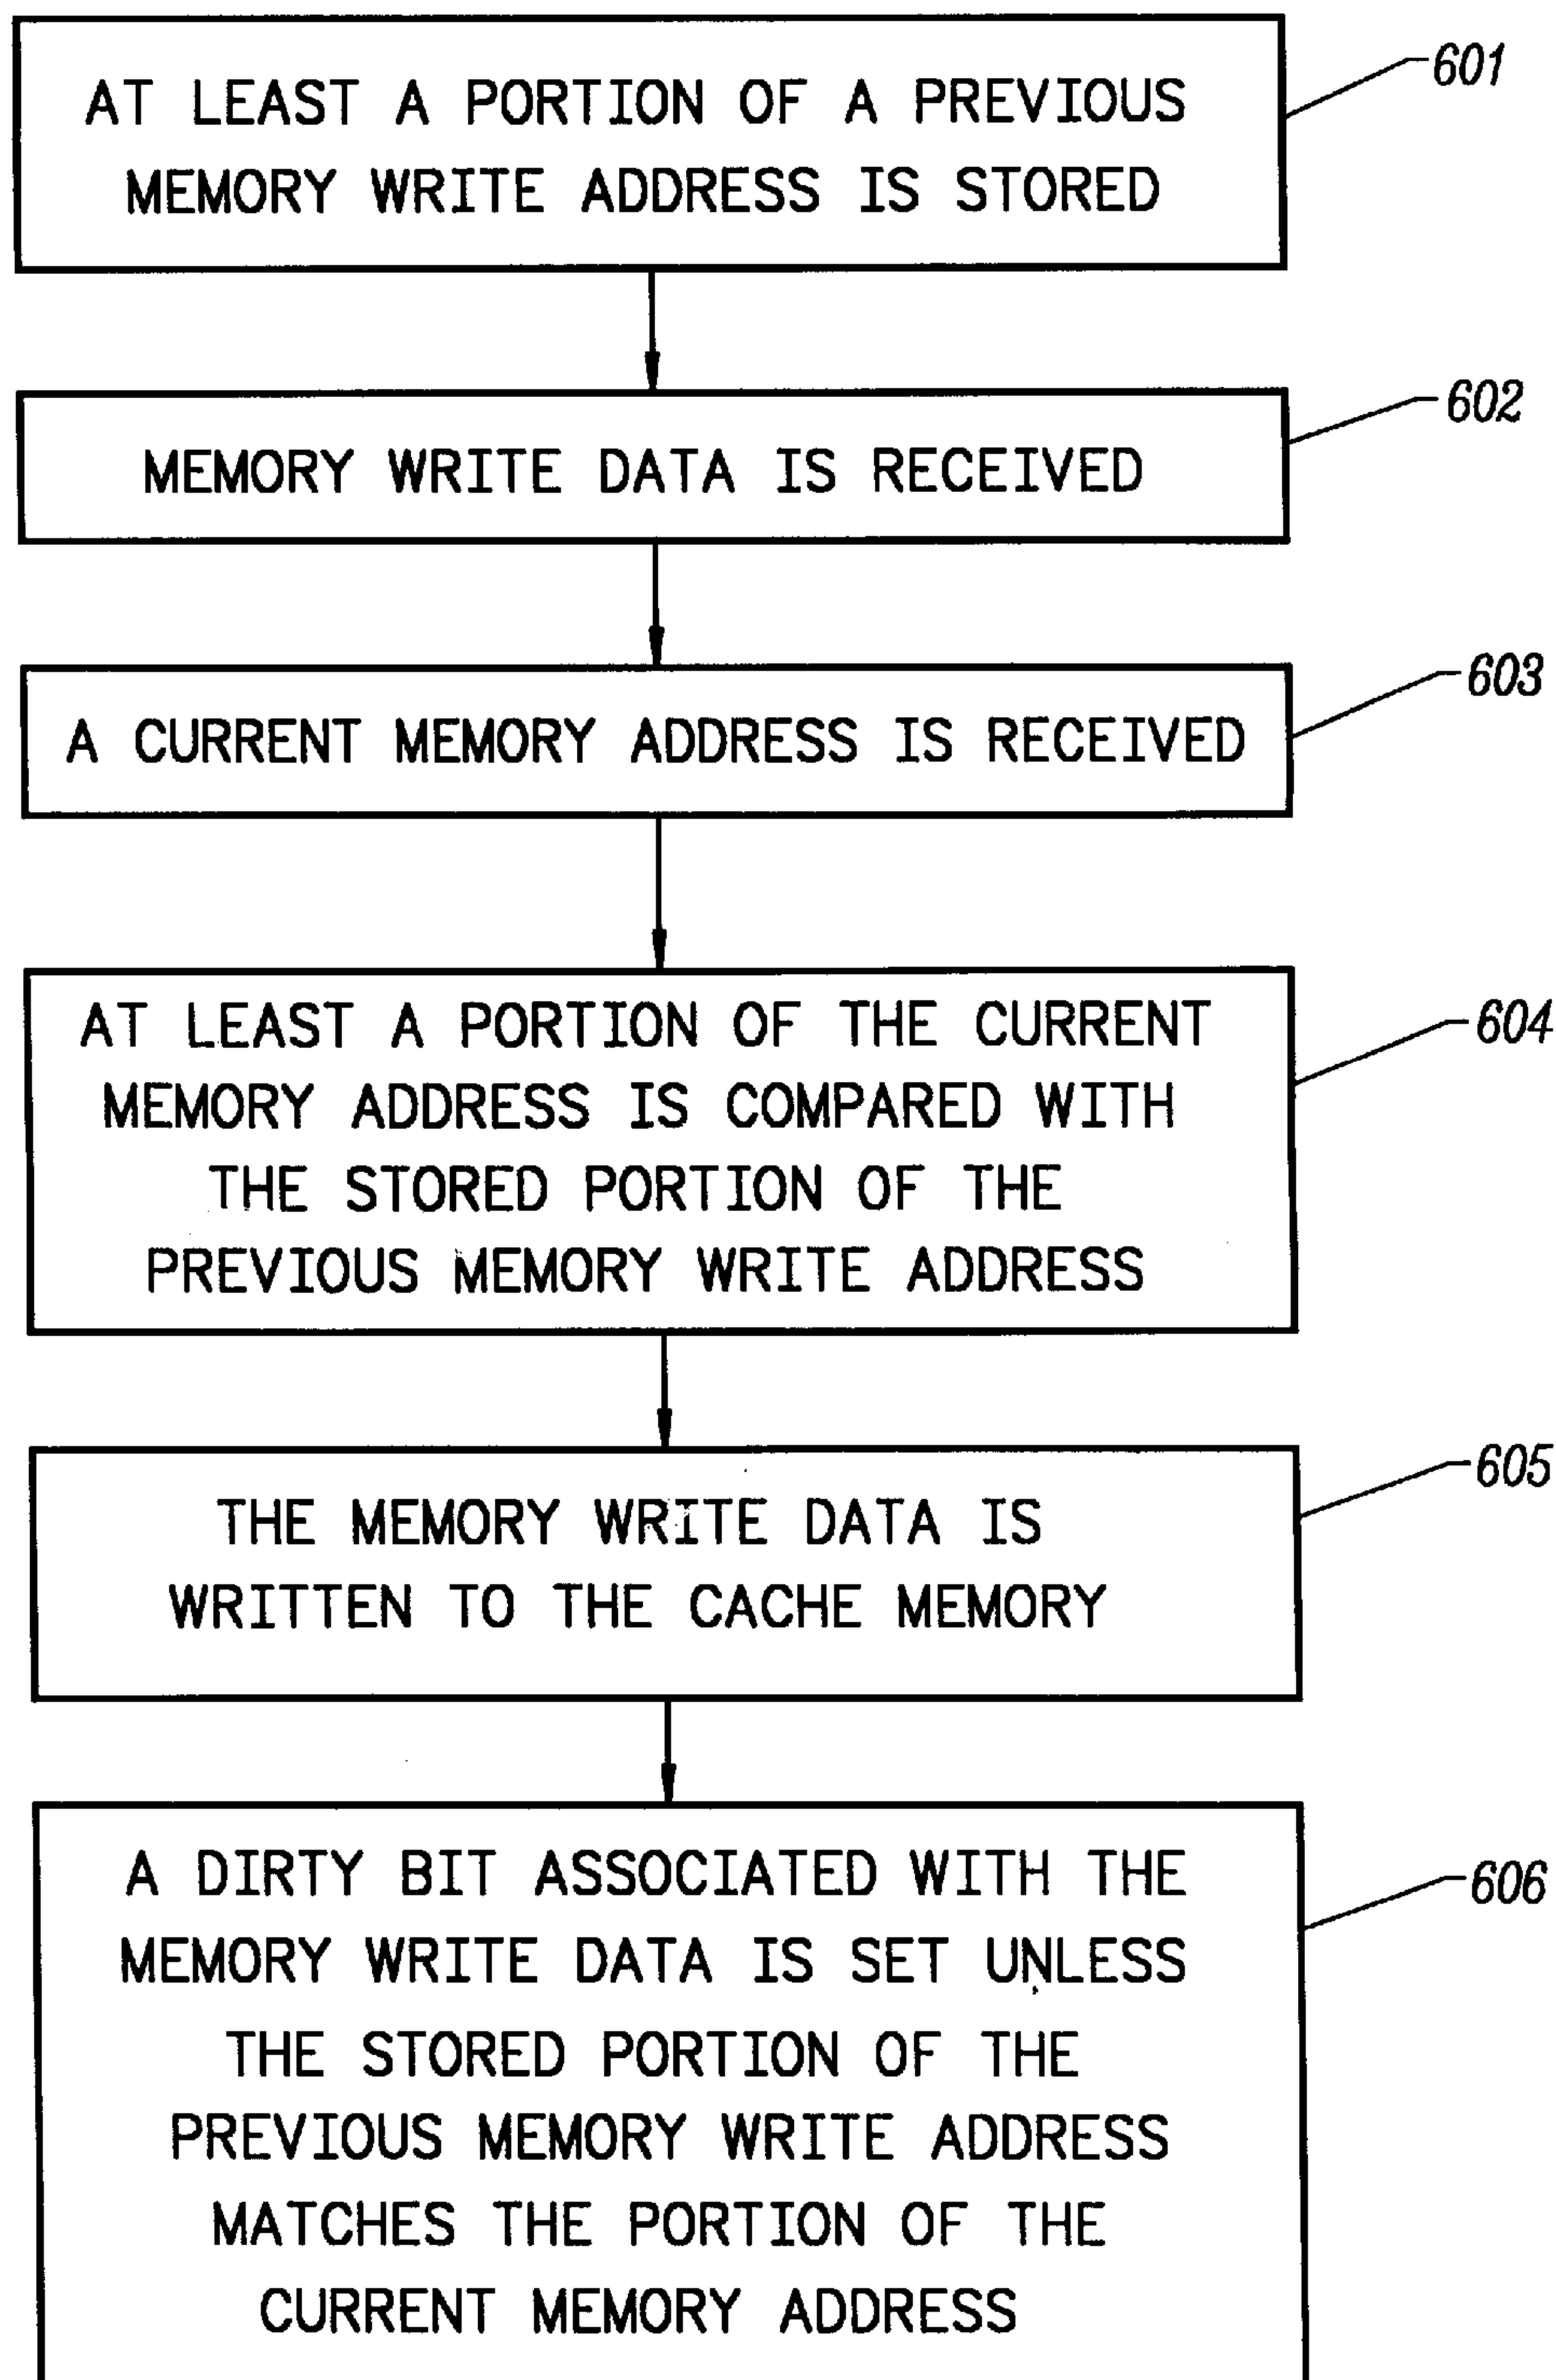 AT LEAST A PORTION OF A PREVIOUS
MEMORY WRITE ADDRESS IS STORED
601
MEMORY WRITE DATA IS RECEIVED
602
A CURRENT MEMORY ADDRESS IS RECEIVED
603
AT LEAST A PORTION OF THE CURRENT
MEMORY ADDRESS IS COMPARED WITH
THE STORED PORTION OF THE
PREVIOUS MEMORY WRITE ADDRESS
604
THE MEMORY WRITE DATA IS
WRITTEN TO THE CACHE MEMORY
605
A DIRTY BIT ASSOCIATED WITH THE
MEMORY WRITE DATA IS SET UNLESS
THE STORED PORTION OF THE
PREVIOUS MEMORY WRITE ADDRESS
MATCHES THE PORTION OF THE
CURRENT MEMORY ADDRESS
606